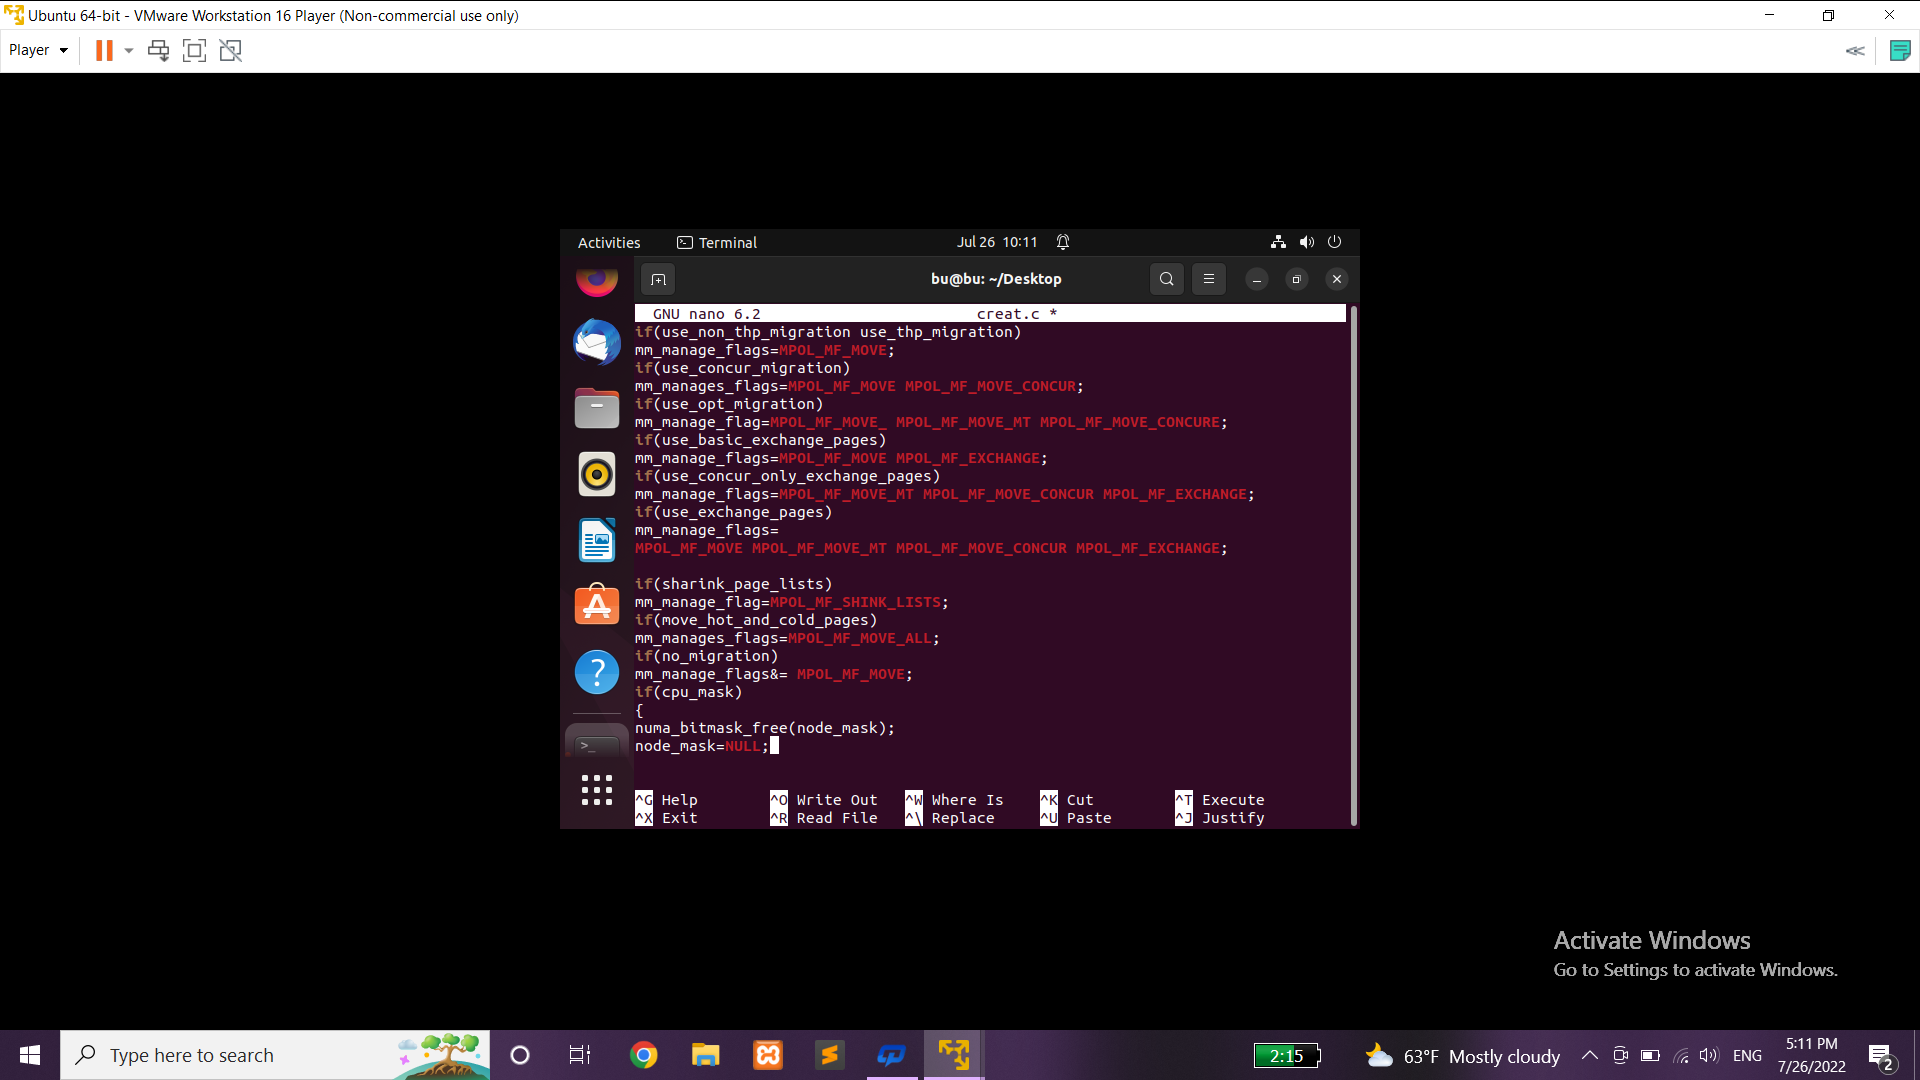 Ubuntu 64-bit - VMware Workstation 16 Player (Non-commercial use only)
Player
Activities Terminal Jul 26 10:11
bu@bu: ~/Desktop
GNU nano 6.2 creat.c *
if(use_non_thp_migration use_thp_migration)
mm_manage_flags=MPOL_MF_MOVE;
if(use_concur_migration)
mm_manages_flags=MPOL_MF_MOVE MPOL_MF_MOVE_CONCUR;
if(use_opt_migration)
mm_manage_flag=MPOL_MF_MOVE_ MPOL_MF_MOVE_MT MPOL_MF_MOVE_CONCURE;
if(use_basic_exchange_pages)
mm_manage_flags=MPOL_MF_MOVE MPOL_MF_EXCHANGE;
if(use_concur_only_exchange_pages)
mm_manage_flags=MPOL_MF_MOVE_MT MPOL_MF_MOVE_CONCUR MPOL_MF_EXCHANGE;
if(use_exchange_pages)
mm_manage_flags=
MPOL_MF_MOVE MPOL_MF_MOVE_MT MPOL_MF_MOVE_CONCUR MPOL_MF_EXCHANGE;
if(sharink_page_lists)
mm_manage_flag=MPOL_MF_SHINK_LISTS;
if(move_hot_and_cold_pages)
mm_manages_flags=MPOL_MF_MOVE_ALL;
if(no_migration)
mm_manage_flags&= MPOL_MF_MOVE;
if(cpu_mask)
{
numa_bitmask_free(node_mask);
node_mask=NULL;
^G Help ^O Write Out ^W Where Is ^K Cut ^T Execute
^X Exit ^R Read File ^\ Replace ^U Paste ^J Justify
Activate Windows
Go to Settings to activate Windows.
Type here to search
2:15
63°F Mostly cloudy
ENG
5:11 PM
7/26/2022
2